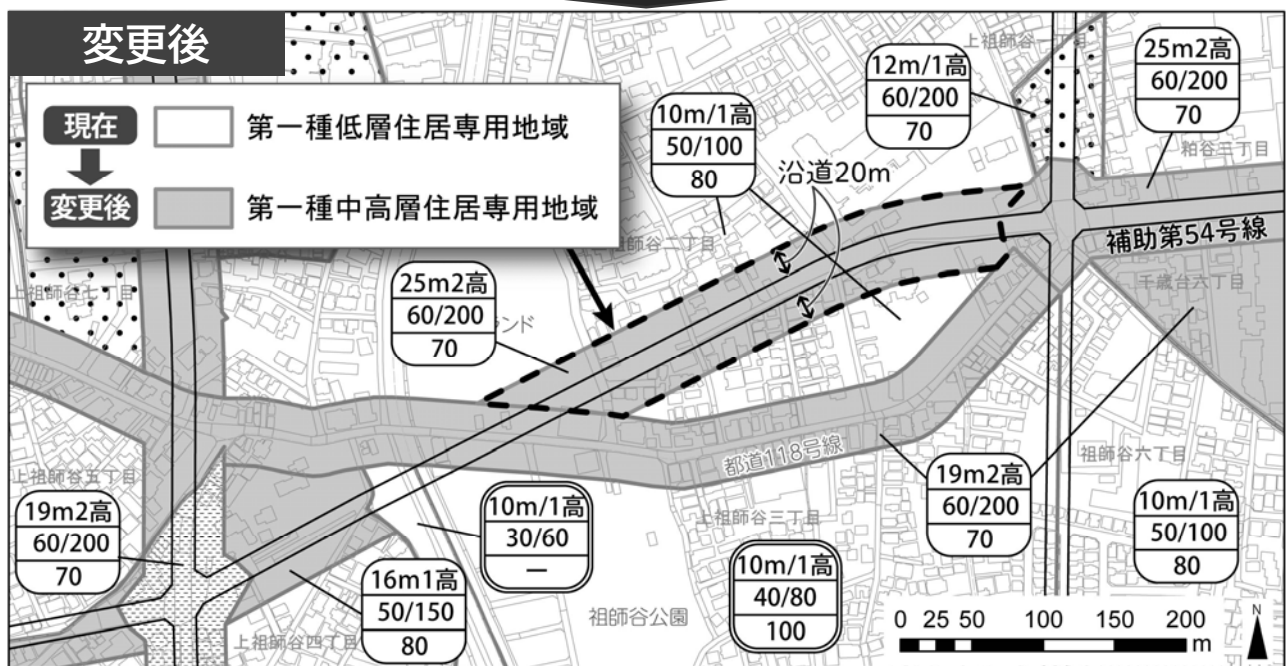 変更後
現在
第一種低層住居専用地域
変更後
第一種中高層住居専用地域
上祖師谷一丁目
12m/1高
60/200
70
25m2高
60/200
70
粕谷三丁目
10m/1高
50/100
80
沿道20m
上祖師谷二丁目
補助第54号線
千歳台六丁目
上祖師谷七丁目
25m2高
60/200
70
ランド
都道118号線
祖師谷六丁目
上祖師谷五丁目
19m2高
60/200
70
10m/1高
30/60
—
上祖師谷三丁目
19m2高
60/200
70
10m/1高
50/100
80
16m1高
50/150
80
上祖師谷四丁目
祖師谷公園
10m/1高
40/80
100
0 25 50 100 150 200
m
N